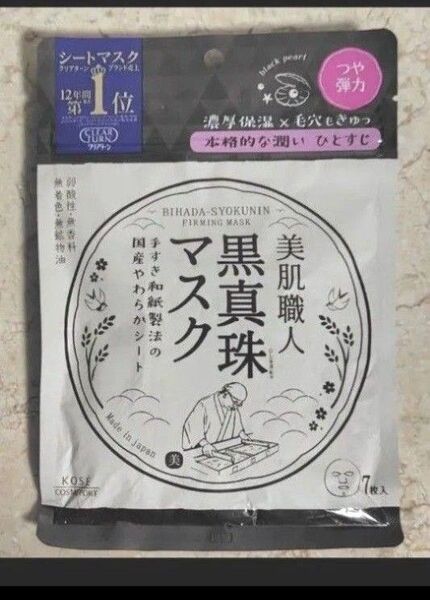 シートマスク
クリアターン ブランド売上
12年間
第1位
CLEAR
TURN
クリアターン
black pearl
つや
弾力
濃厚保湿×毛穴もきゅっ
本格的な潤い ひとすじ
弱酸性・無香料
無着色・無鉱物油
BIHADA-SYOKUNIN
FIRMING MASK
美肌職人
黒真珠
マスク
手すき和紙製法の
国産やわらかシート
Made in Japan
美
KOSÉ
COSMEPORT
7枚入